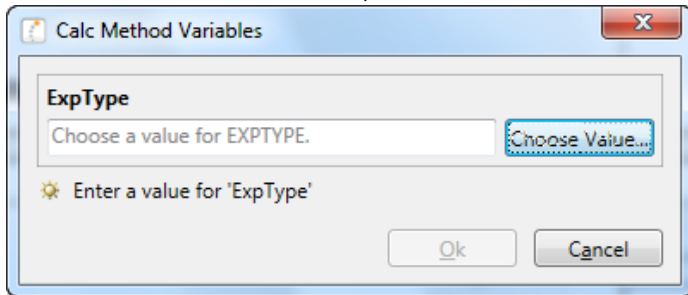 Calc Method Variables
ExpType
Choose a value for EXPTYPE.
Choose Value...
Enter a value for 'ExpType'
Ok
Cancel